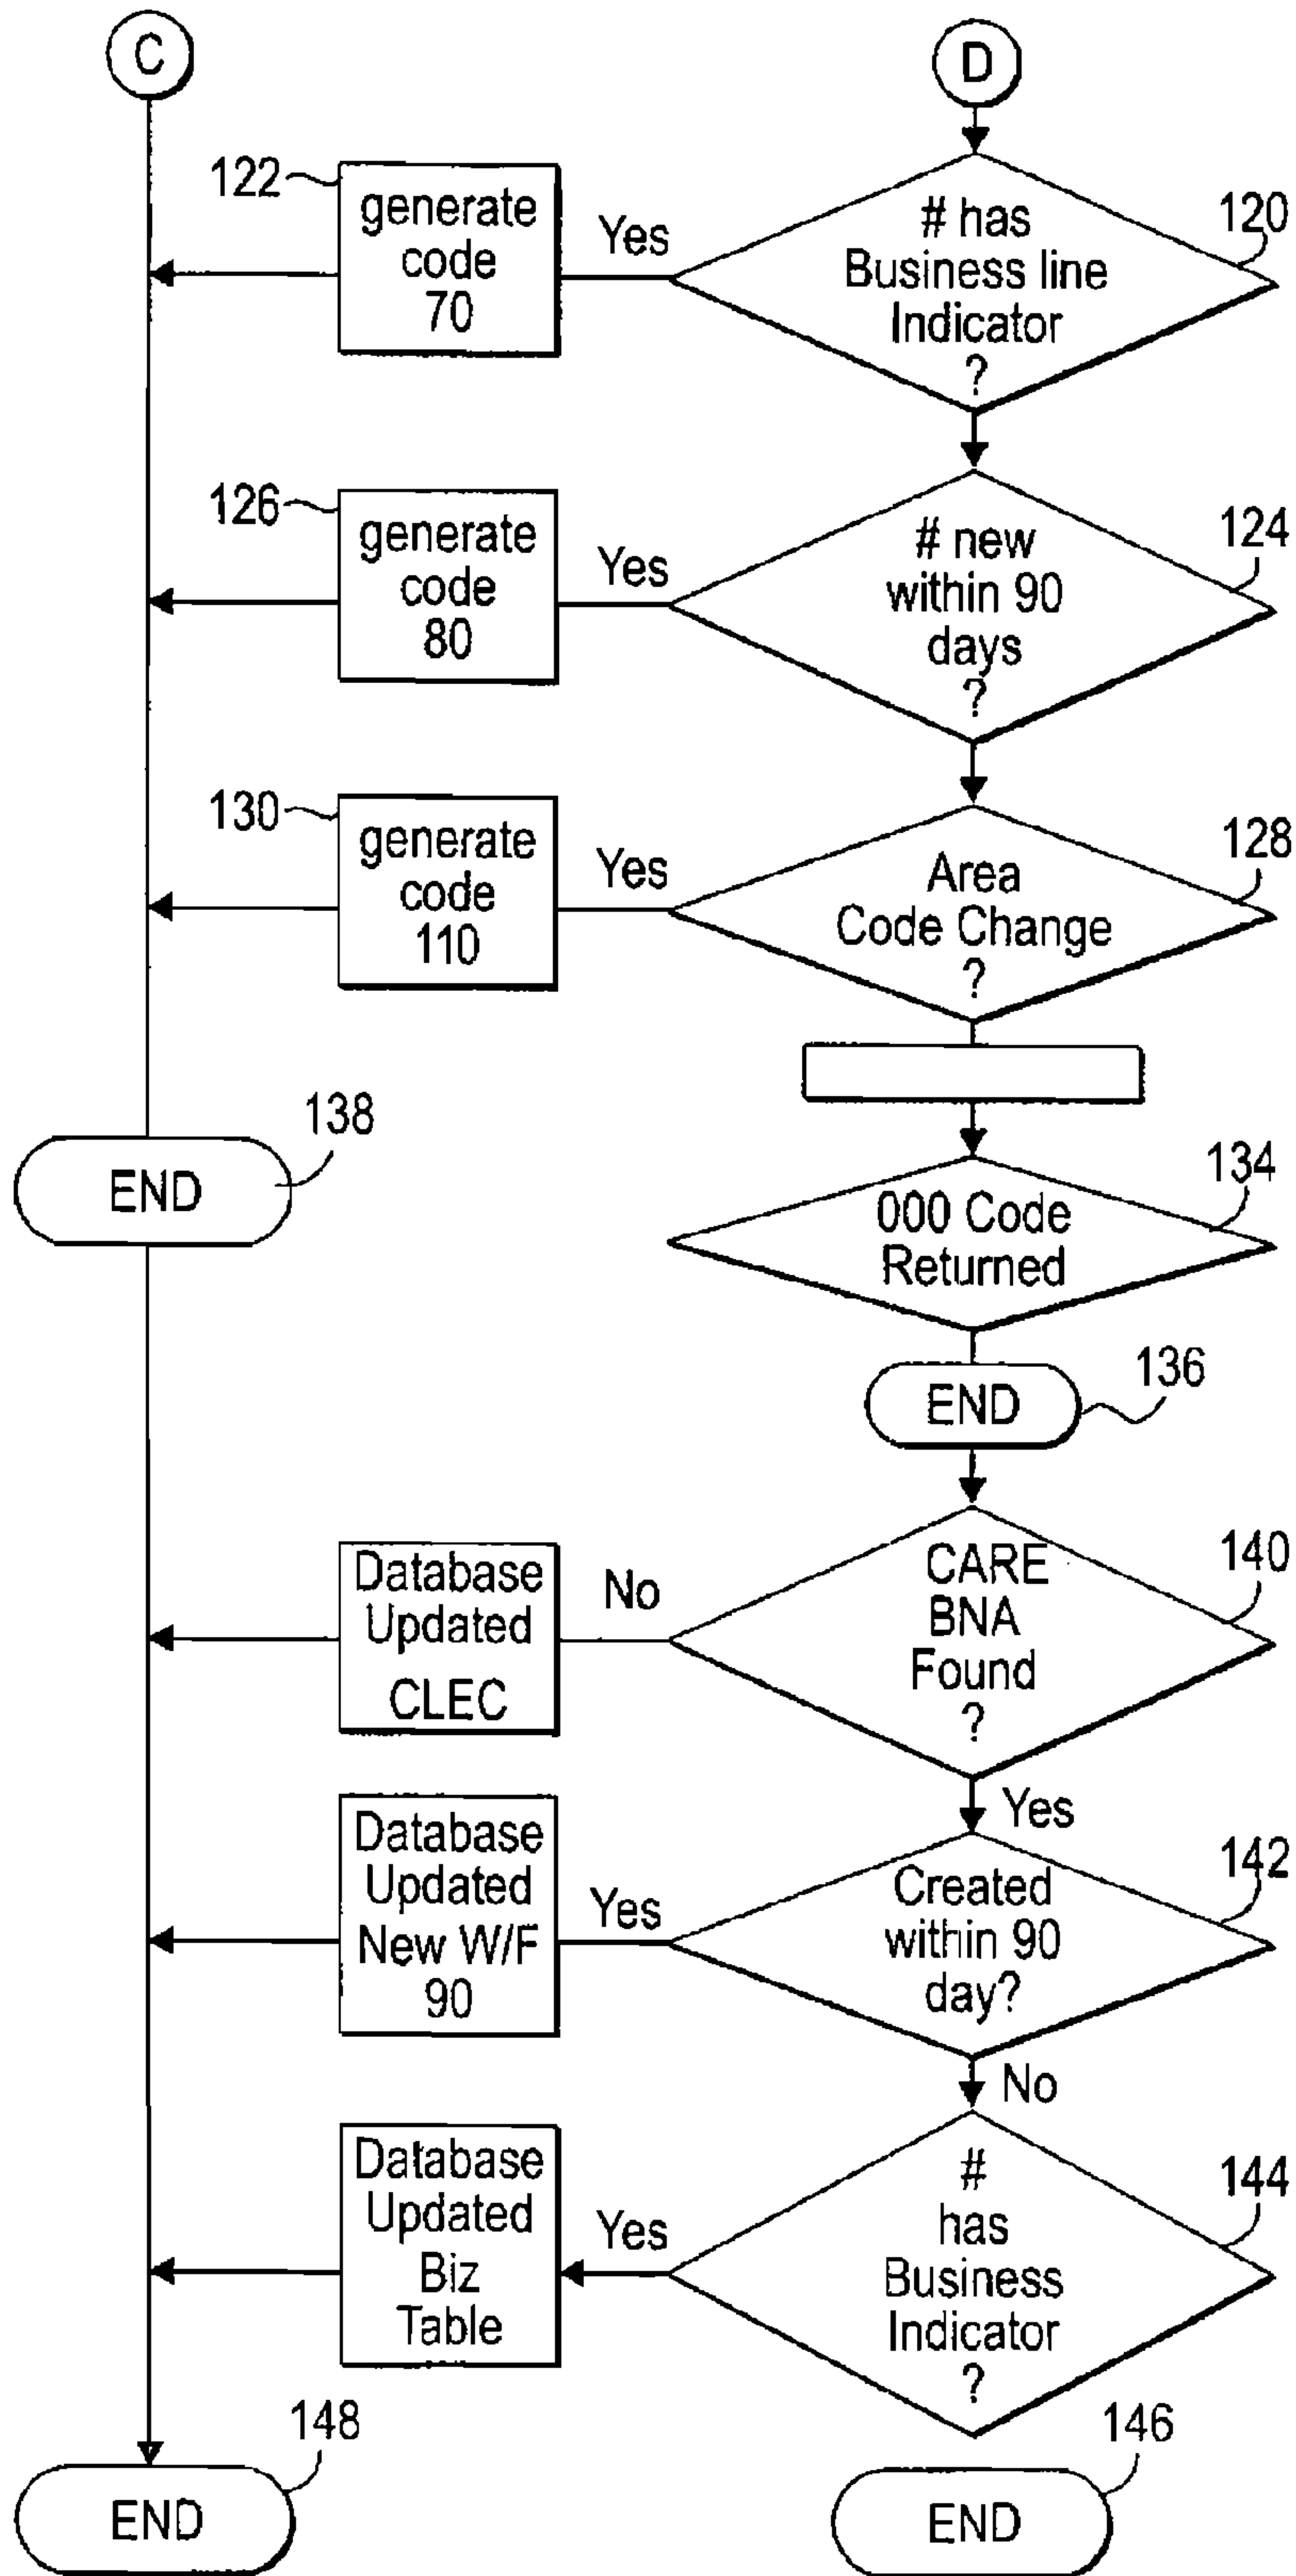 C
D
122
generate
code
70
Yes
# has
Business line
Indicator
?
120
126
generate
code
80
Yes
# new
within 90
days
?
124
130
generate
code
110
Yes
Area
Code Change
?
128
END
138
000 Code
Returned
134
END
136
Database
Updated
CLEC
No
CARE
BNA
Found
?
140
Yes
Database
Updated
New W/F
90
Yes
Created
within 90
day?
142
No
Database
Updated
Biz
Table
Yes
#
has
Business
Indicator
?
144
END
148
END
146